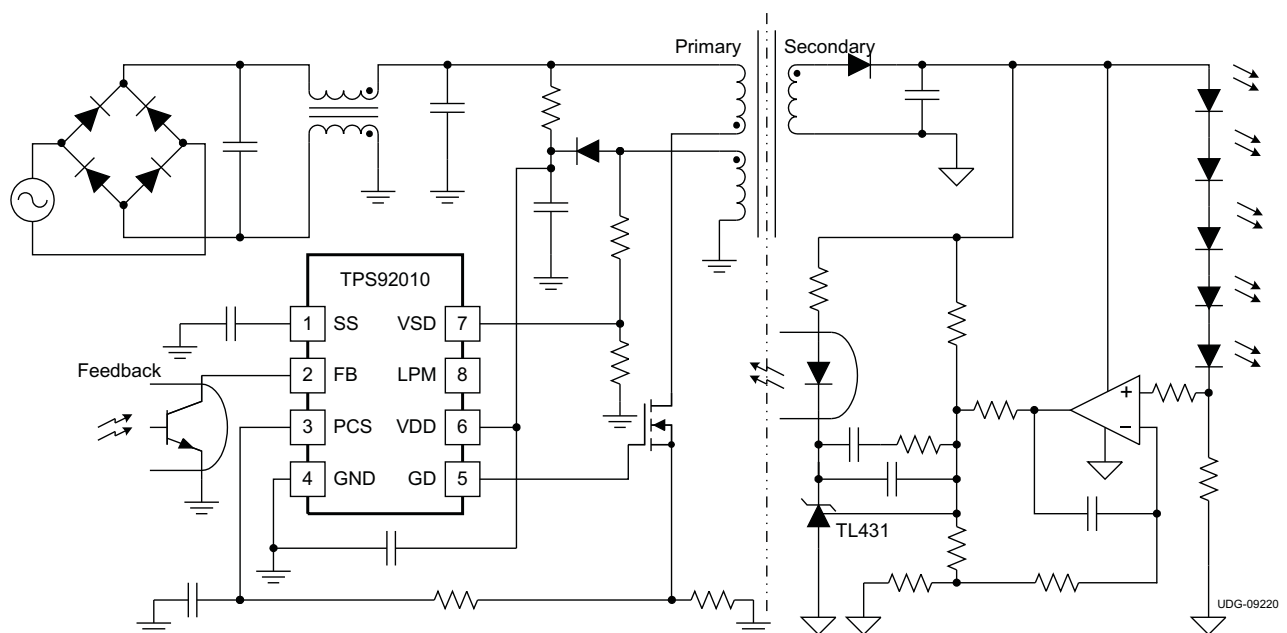 Primary
Secondary
TPS92010
1 SS VSD 7
Feedback
2 FB LPM 8
3 PCS VDD 6
4 GND GD 5
+
−
TL431
UDG-09220